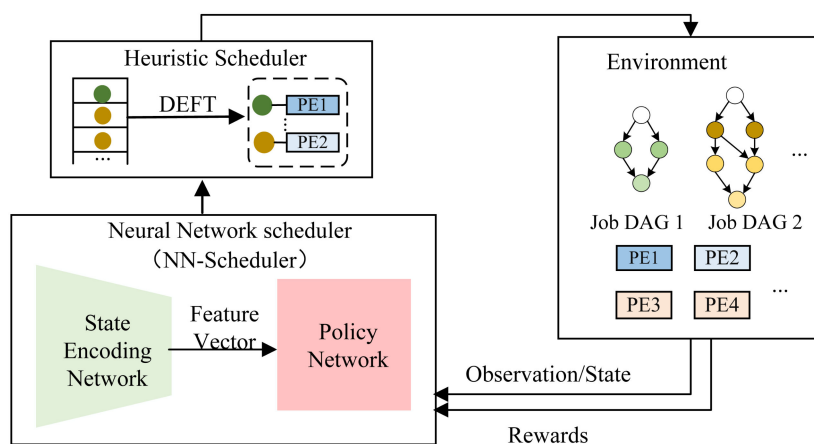 Heuristic Scheduler
DEFT
PE1
⋮
PE2
...
Environment
...
Job DAG 1
Job DAG 2
PE1
PE2
...
PE3
PE4
Neural Network scheduler
（NN-Scheduler）
State
Encoding
Network
Feature
Vector
Policy
Network
Observation/State
Rewards